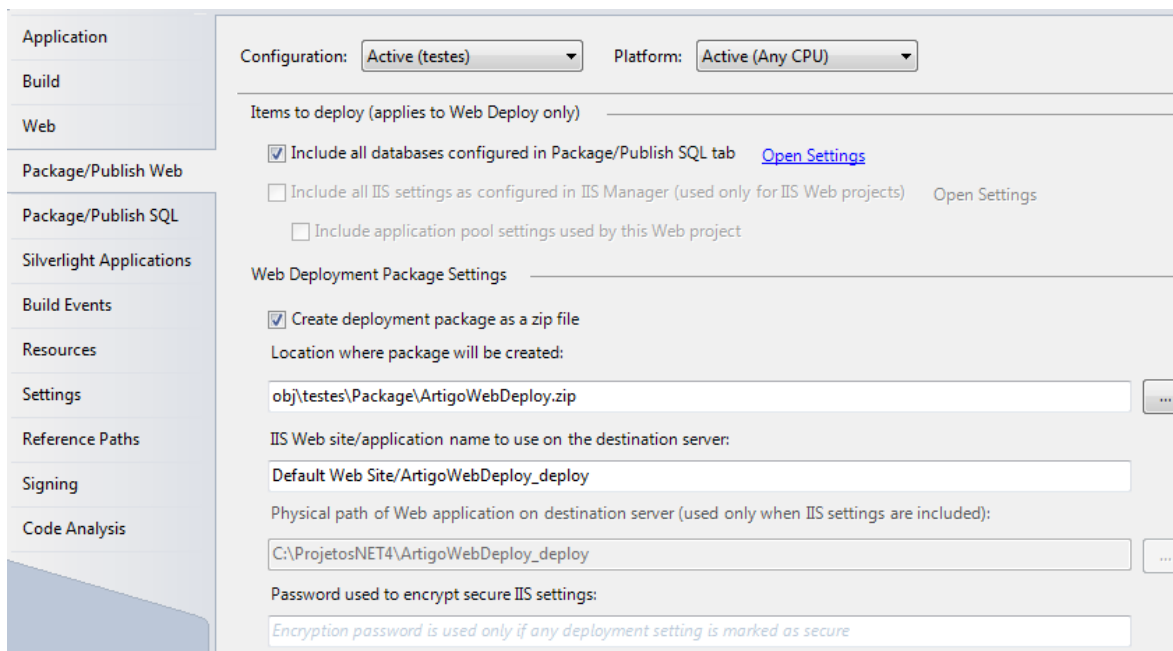 Application
Build
Web
Package/Publish Web
Package/Publish SQL
Silverlight Applications
Build Events
Resources
Settings
Reference Paths
Signing
Code Analysis
Configuration: Active (testes) Platform: Active (Any CPU)
Items to deploy (applies to Web Deploy only)
Include all databases configured in Package/Publish SQL tab Open Settings
Include all IIS settings as configured in IIS Manager (used only for IIS Web projects) Open Settings
Include application pool settings used by this Web project
Web Deployment Package Settings
Create deployment package as a zip file
Location where package will be created:
obj\testes\Package\ArtigoWebDeploy.zip ...
IIS Web site/application name to use on the destination server:
Default Web Site/ArtigoWebDeploy_deploy
Physical path of Web application on destination server (used only when IIS settings are included):
C:\ProjetosNET4\ArtigoWebDeploy_deploy ...
Password used to encrypt secure IIS settings:
Encryption password is used only if any deployment setting is marked as secure